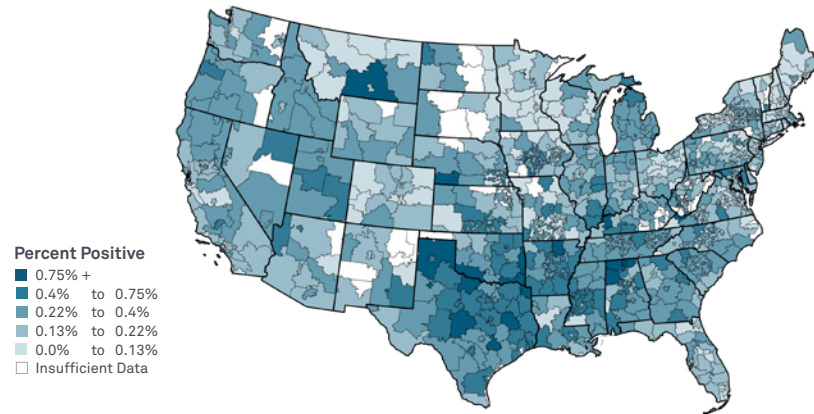 Percent Positive
0.75% +
0.4% to 0.75%
0.22% to 0.4%
0.13% to 0.22%
0.0% to 0.13%
Insufficient Data